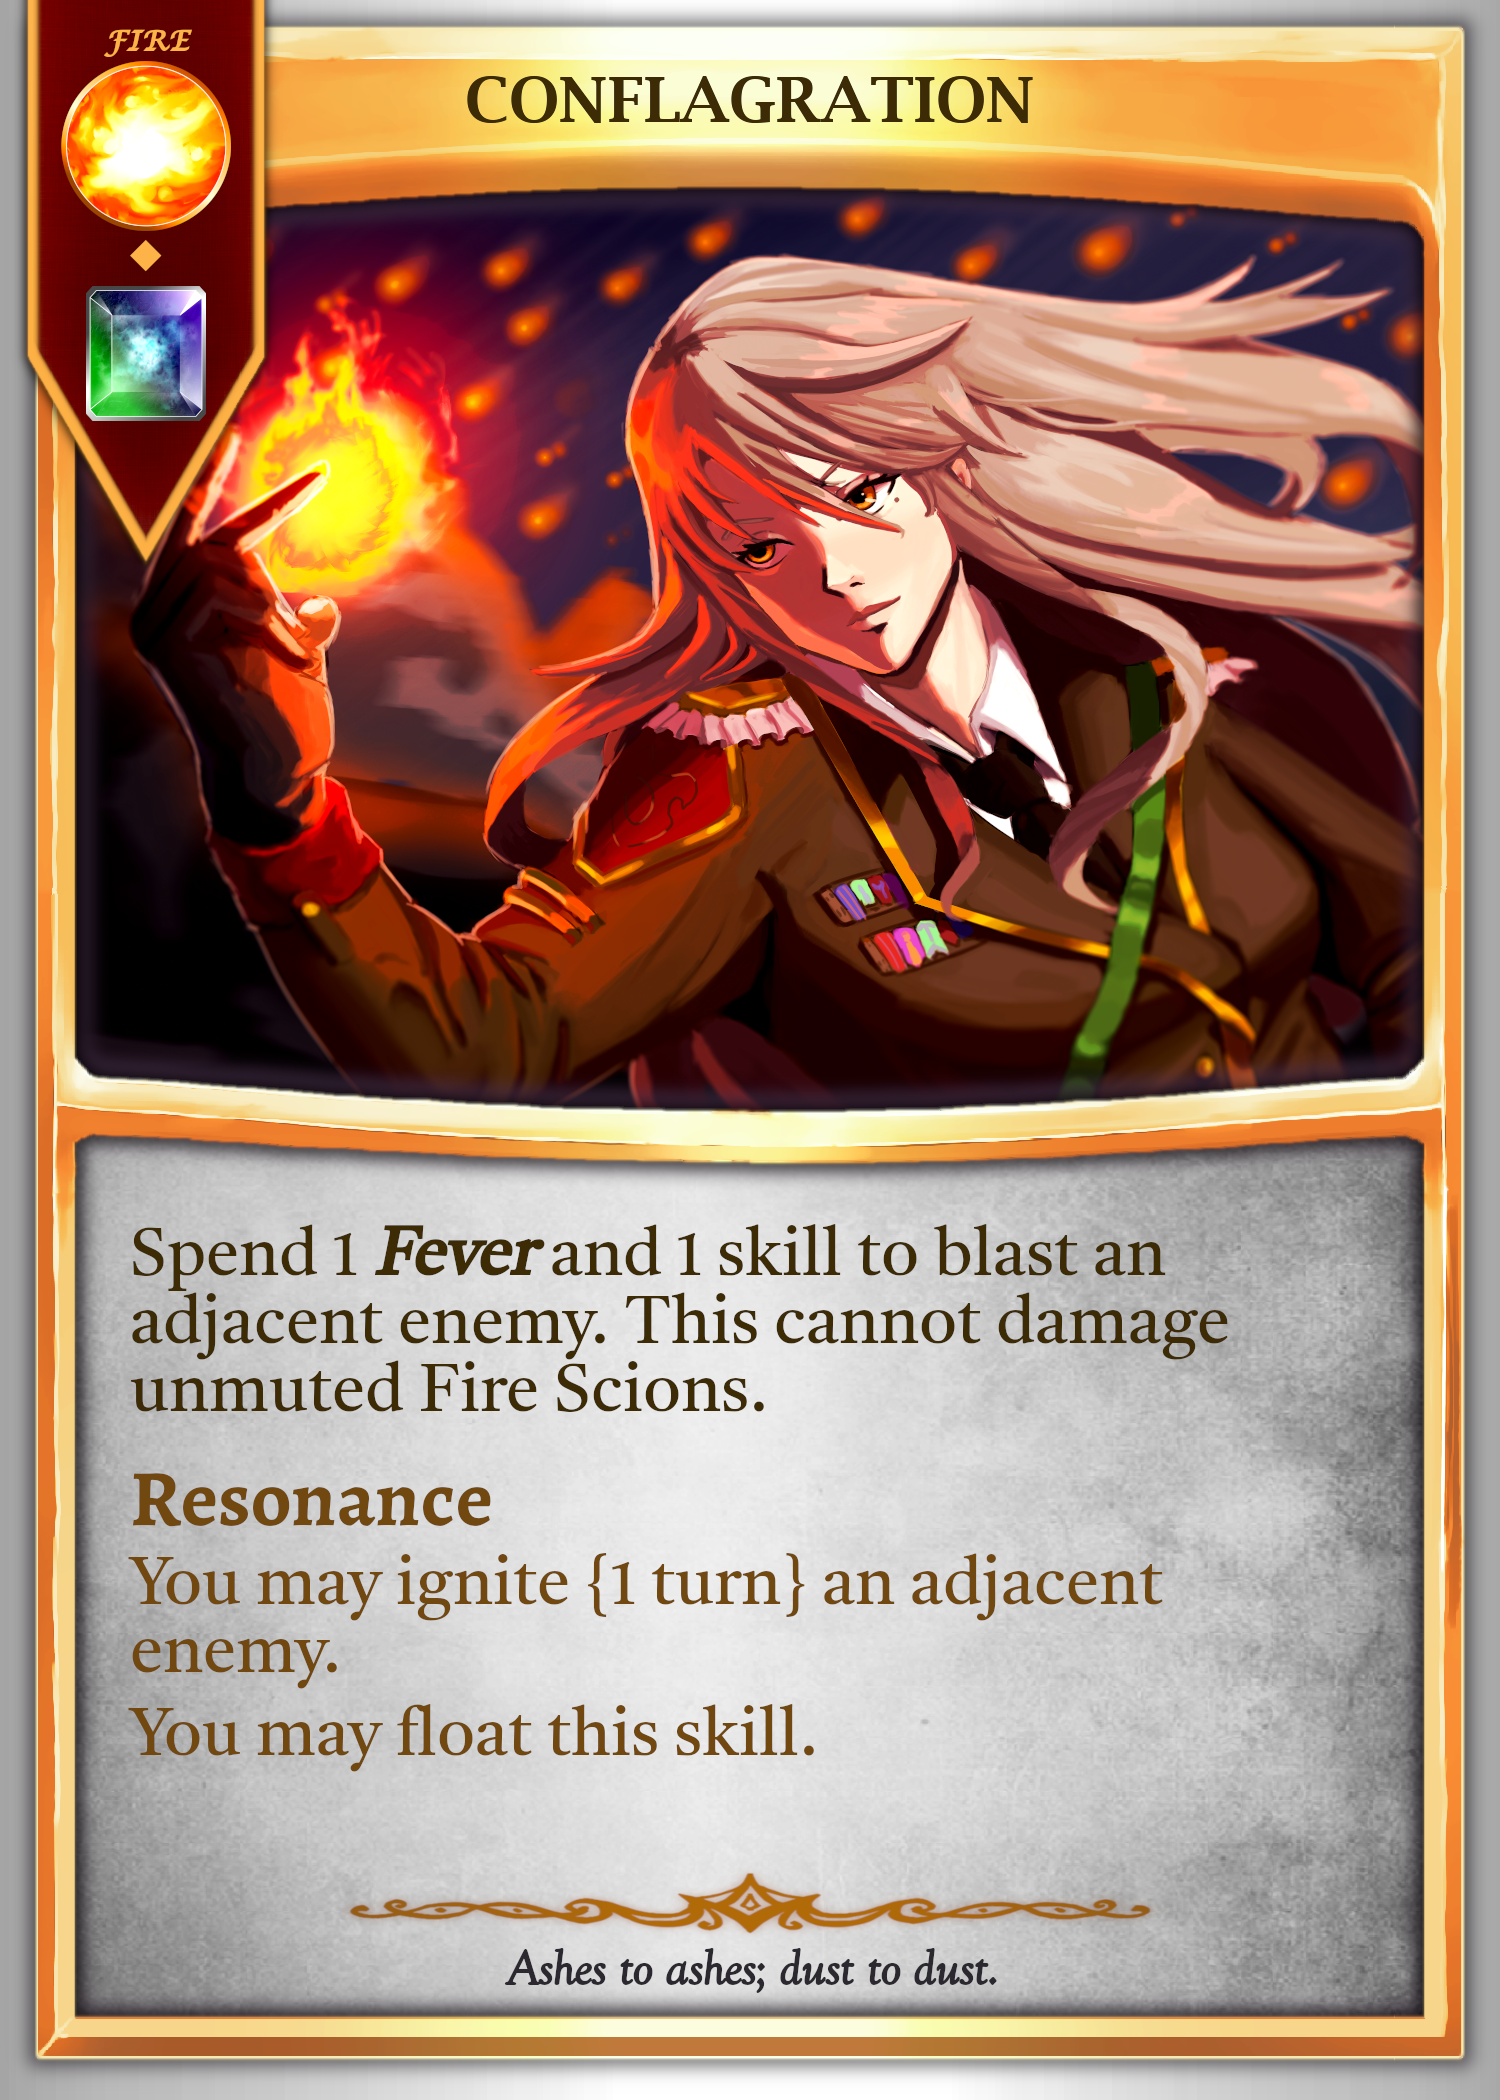 FIRE
CONFLAGRATION
Spend 1 Fever and 1 skill to blast an
adjacent enemy. This cannot damage
unmuted Fire Scions.
Resonance
You may ignite {1 turn} an adjacent
enemy.
You may float this skill.
Ashes to ashes; dust to dust.